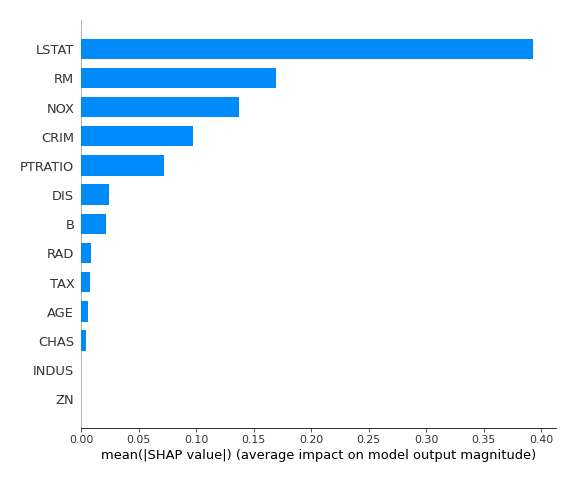 LSTAT
RM
NOX
CRIM
PTRATIO
DIS
B
RAD
TAX
AGE
CHAS
INDUS
ZN
0.00 0.05 0.10 0.15 0.20 0.25 0.30 0.35 0.40
mean(|SHAP value|) (average impact on model output magnitude)